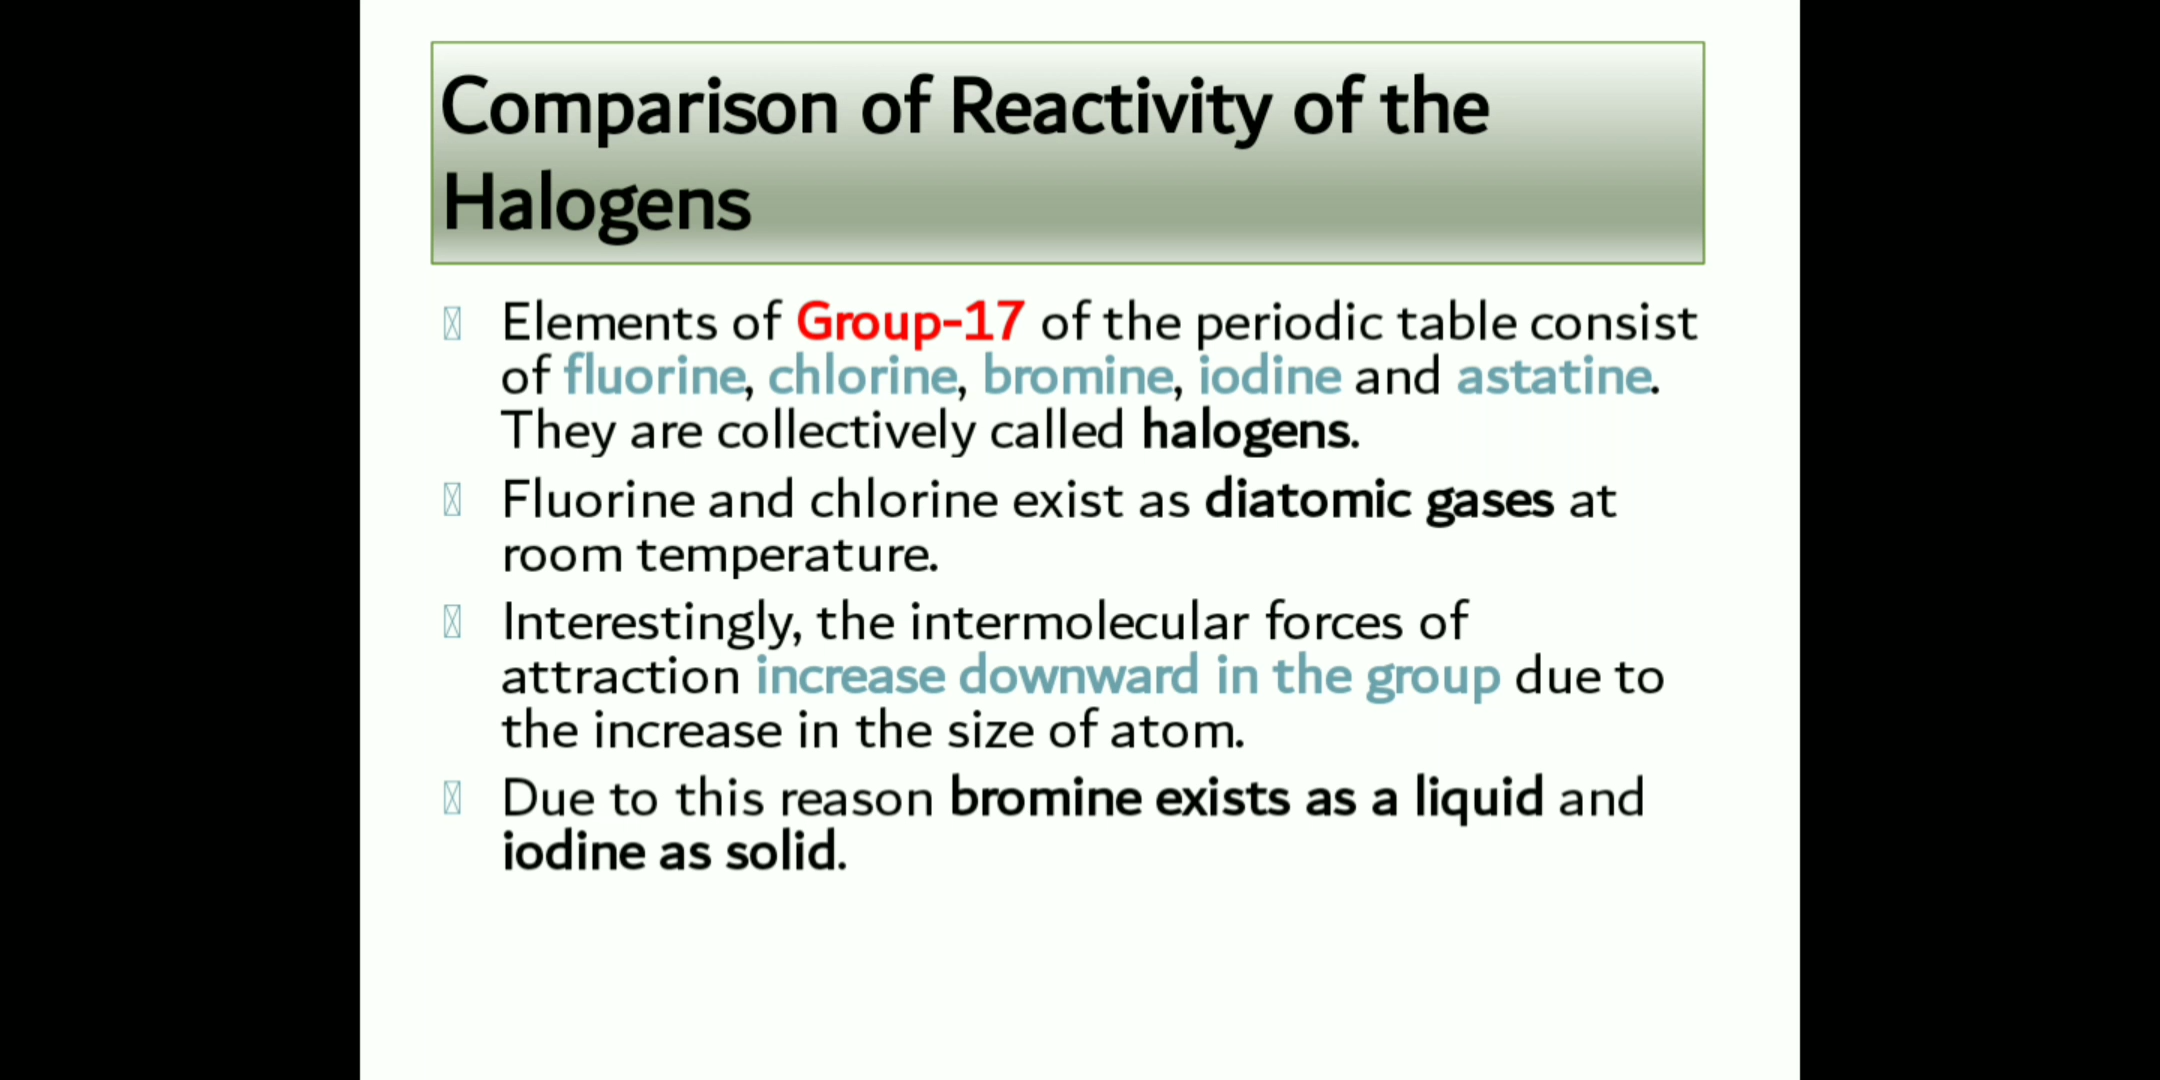 Comparison of Reactivity of the
Halogens
Elements of Group-17 of the periodic table consist
of fluorine, chlorine, bromine, iodine and astatine.
They are collectively called halogens.
Fluorine and chlorine exist as diatomic gases at
room temperature.
Interestingly, the intermolecular forces of
attraction increase downward in the group due to
the increase in the size of atom.
Due to this reason bromine exists as a liquid and
iodine as solid.